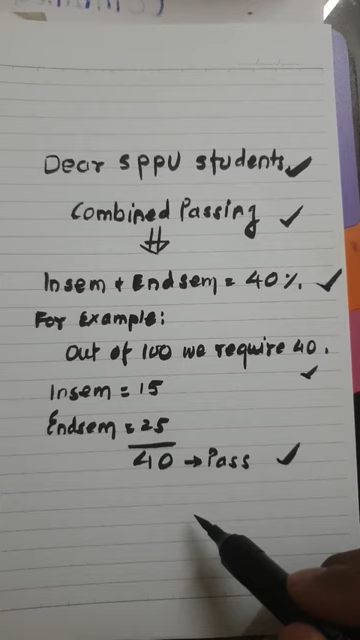 Dear SPPU students ✓
Combined Passing ✓
⇓
Insem + Endsem = 40%. ✓
For Example:
Out of 100 we require 40. ✓
Insem = 15
Endsem = 25
40 → Pass ✓